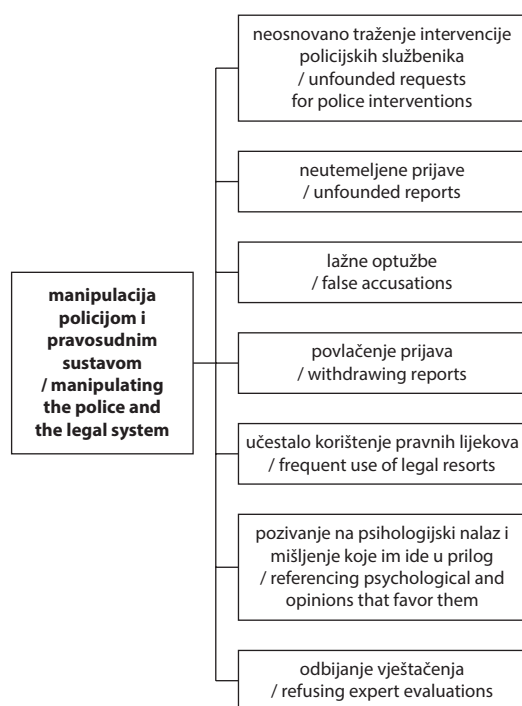 neosnovano traženje intervencije
policijskih službenika
/ unfounded requests
for police interventions
neutemeljene prijave
/ unfounded reports
lažne optužbe
/ false accusations
manipulacija
policijom i
pravosudnim
sustavom
/ manipulating
the police and
the legal system
povlačenje prijava
/ withdrawing reports
učestalo korištenje pravnih lijekova
/ frequent use of legal resorts
pozivanje na psihologijski nalaz i
mišljenje koje im ide u prilog
/ referencing psychological and
opinions that favor them
odbijanje vještačenja
/ refusing expert evaluations